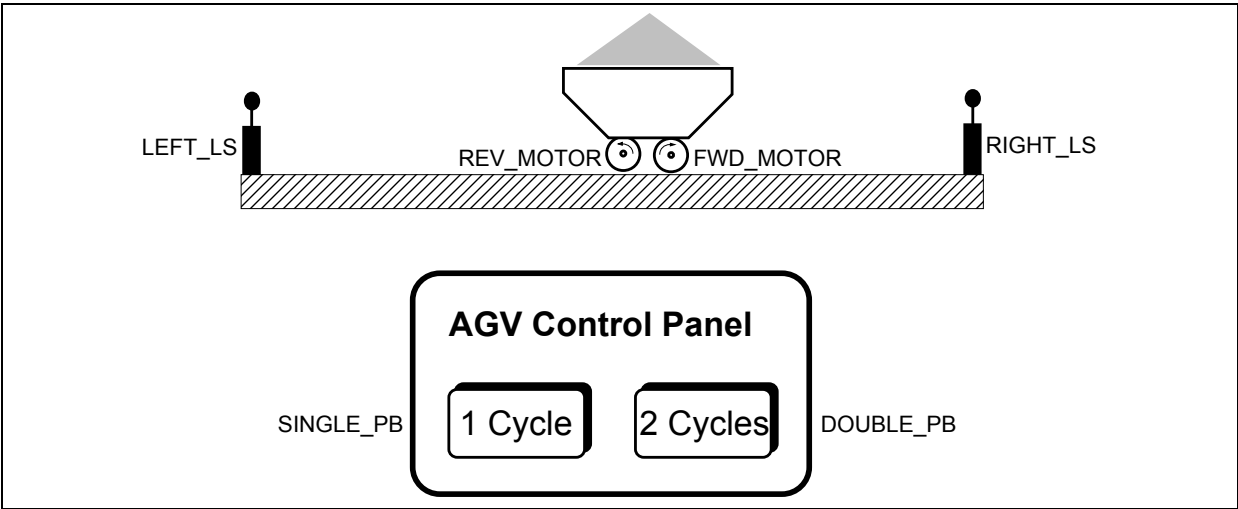 LEFT_LS
RIGHT_LS
REV_MOTOR
FWD_MOTOR
AGV Control Panel
SINGLE_PB
1 Cycle
2 Cycles
DOUBLE_PB